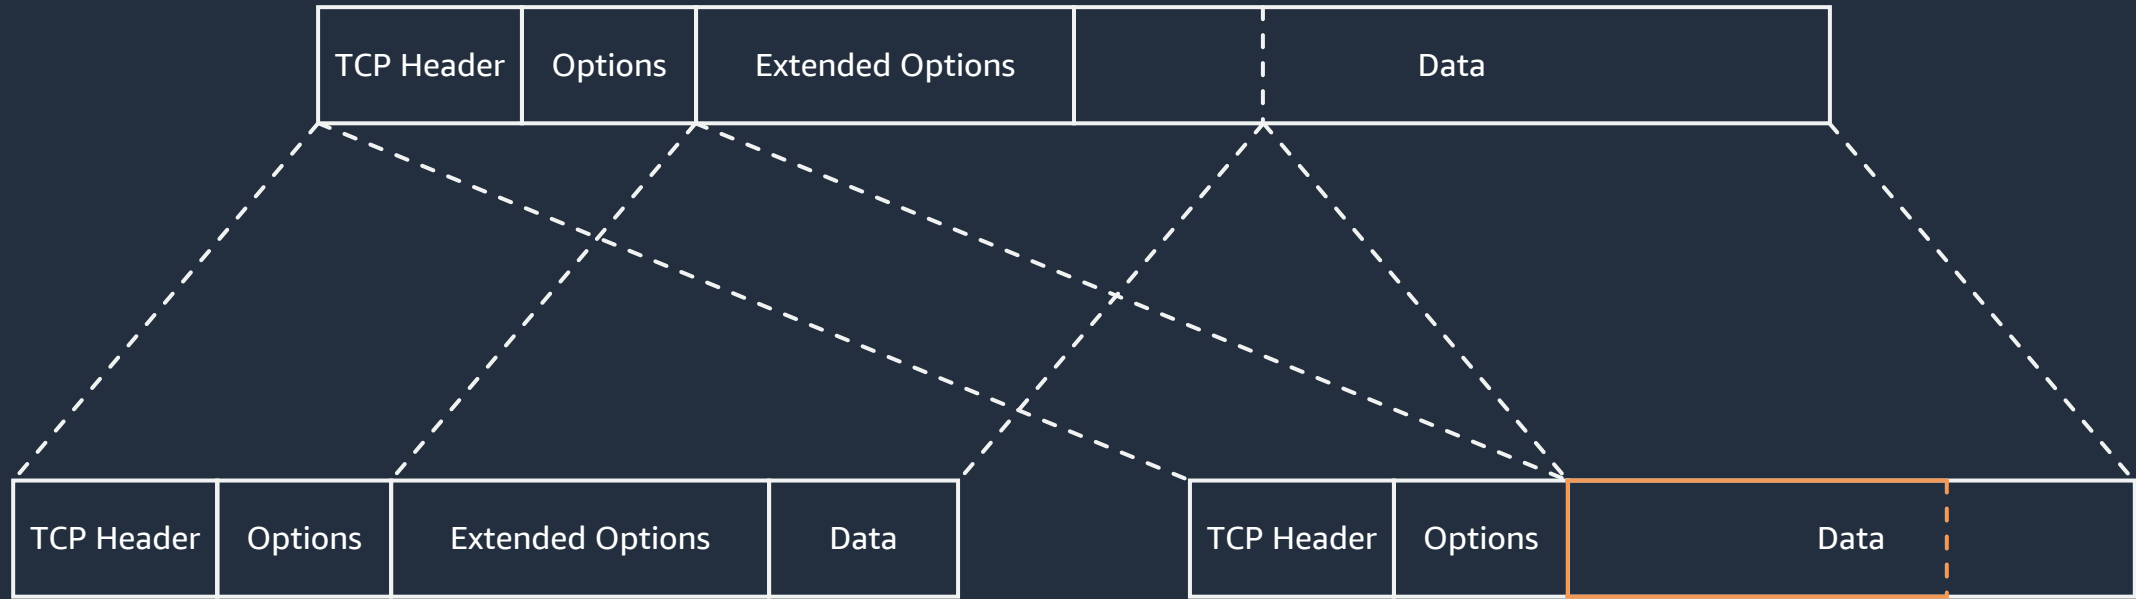 TCP Header Options Extended Options Data
TCP Header Options Extended Options Data TCP Header Options Data